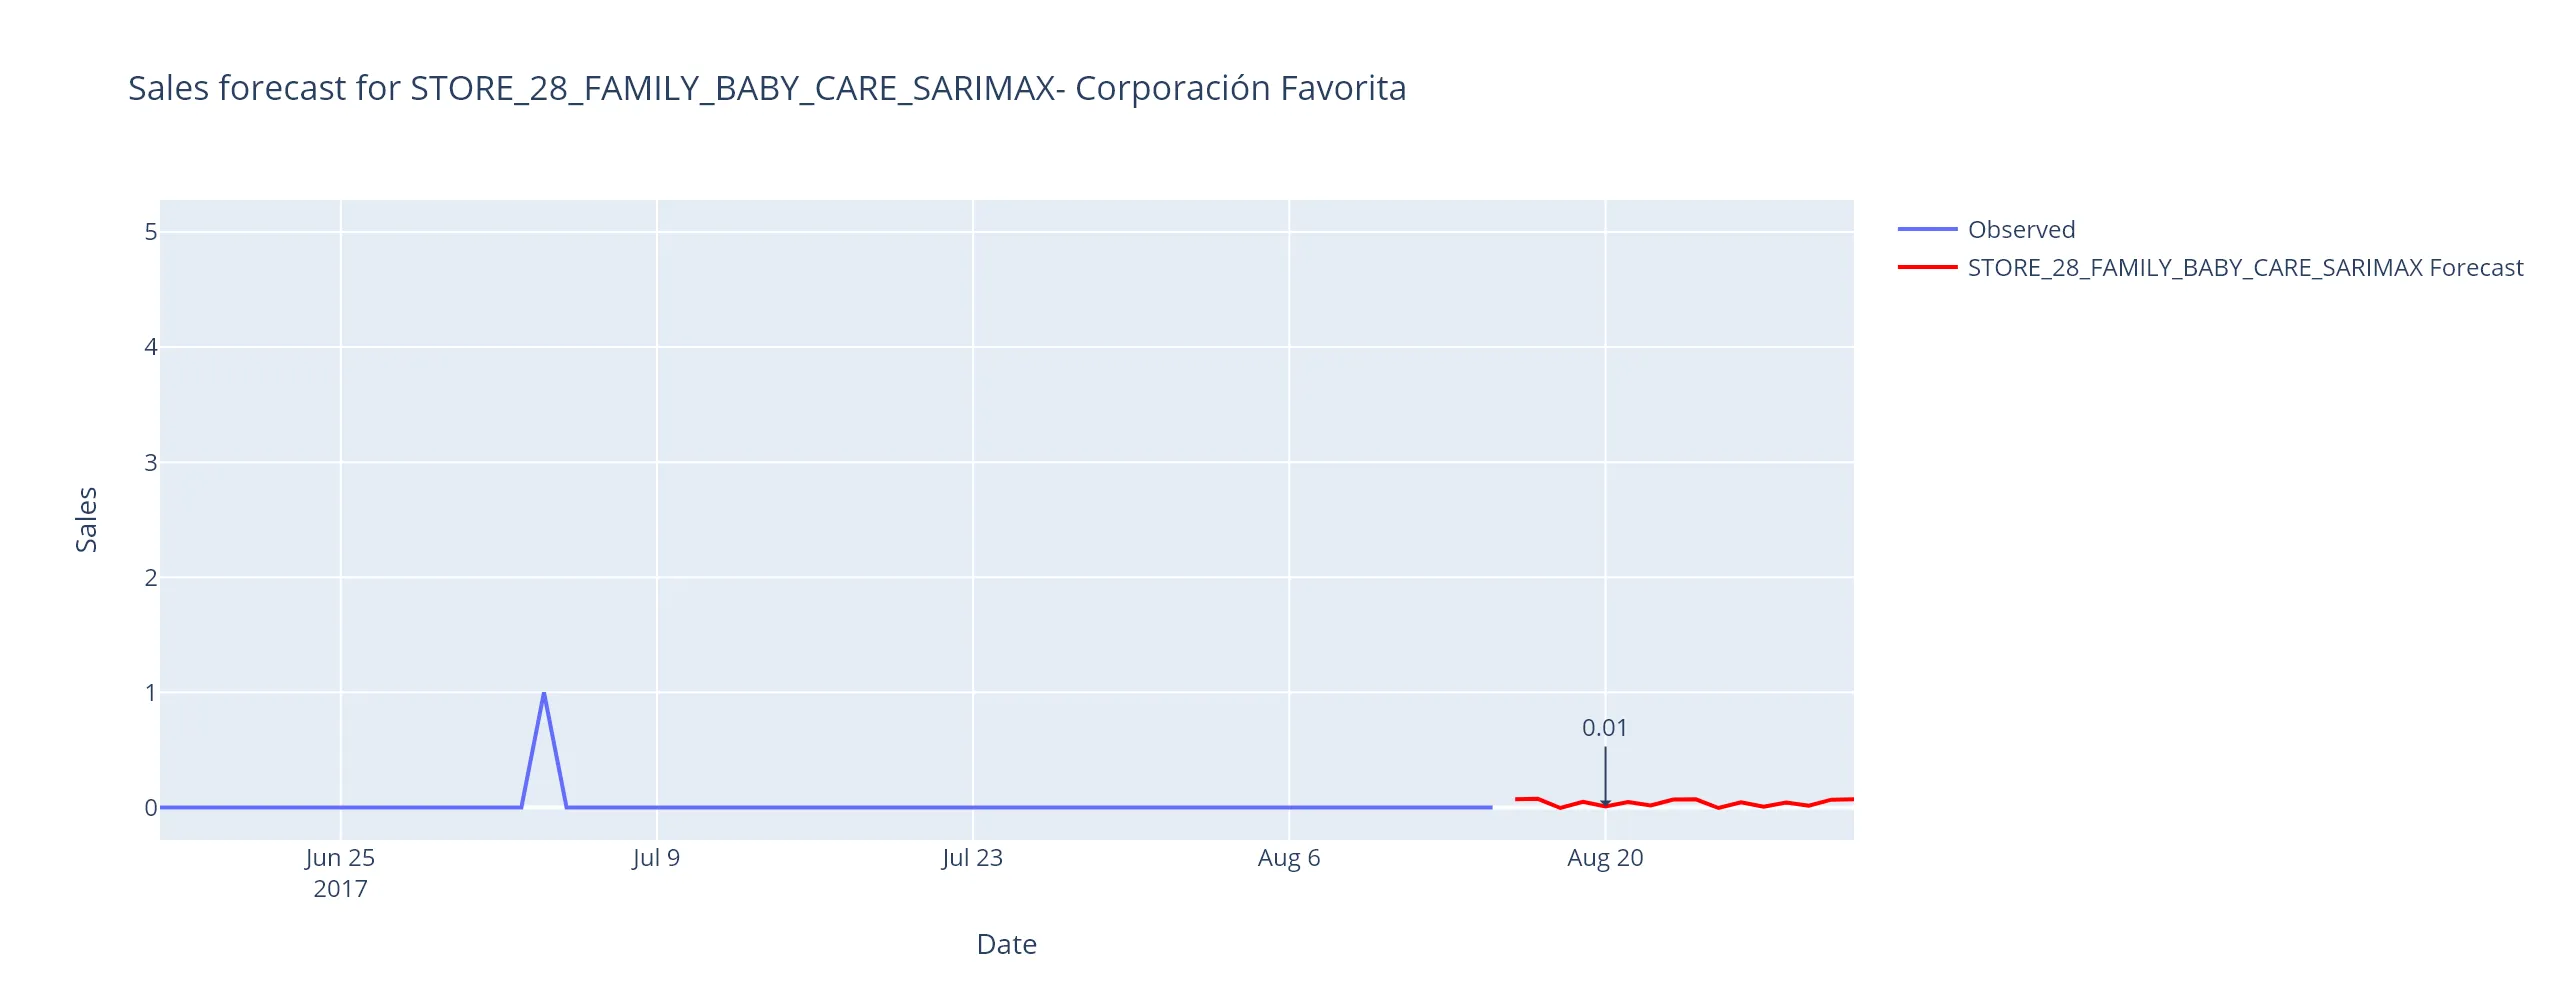 Sales forecast for STORE_28_FAMILY_BABY_CARE_SARIMAX- Corporación Favorita
Observed
STORE_28_FAMILY_BABY_CARE_SARIMAX Forecast
5
4
3
2
1
0
Sales
0.01
Jun 25
2017
Jul 9
Jul 23
Aug 6
Aug 20
Date